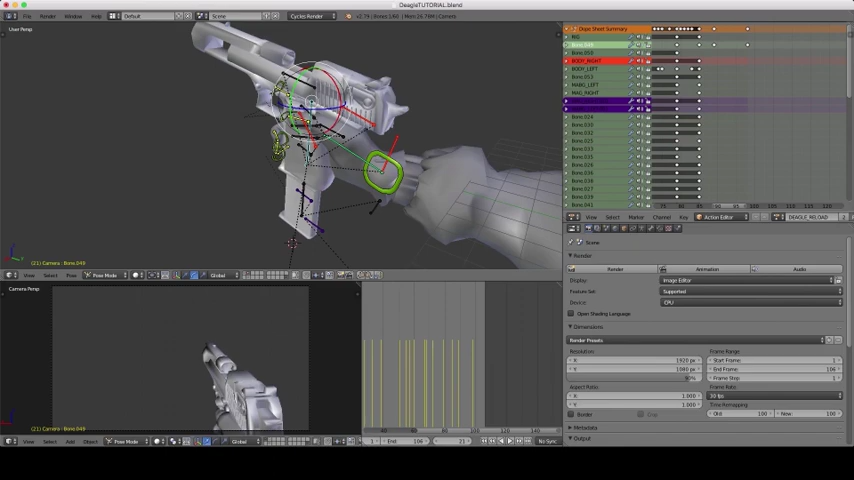 DeagleTUTORIAL.blend
File Render Window Help Default Scene Cycles Render
User Persp
(21) Camera : Bone.049
View Select Pose Pose Mode Global
Camera Persp
(21) Camera : Bone.049
View Select Add Object Pose Mode Global
40 100 140
1 End: 106 21 No Sync
Dope Sheet Summary
Bone.049
Bone.050
BODY_RIGHT
BODY_LEFT
Bone.053
MAG_RIGHT
Bone.024
Bone.030
Bone.032
Bone.025
Bone.033
Bone.035
Bone.026
Bone.036
Bone.027
Bone.039
Bone.041
View Select Marker Channel Key Action Editor
Scene
Render
Render Animation Audio
Display: Image Editor
Feature Set: Supported
Device: CPU
Open Shading Language
Dimensions
Render Presets
Resolution: Frame Range:
X: 1920 px Start Frame: 1
Y: 1080 px End Frame: 106
Frame Step: 1
Aspect Ratio: Frame Rate:
X: 1.000 30 fps
Y: 1.000 Time Remapping:
Border Crop Old: 100 New: 100
Metadata
Output